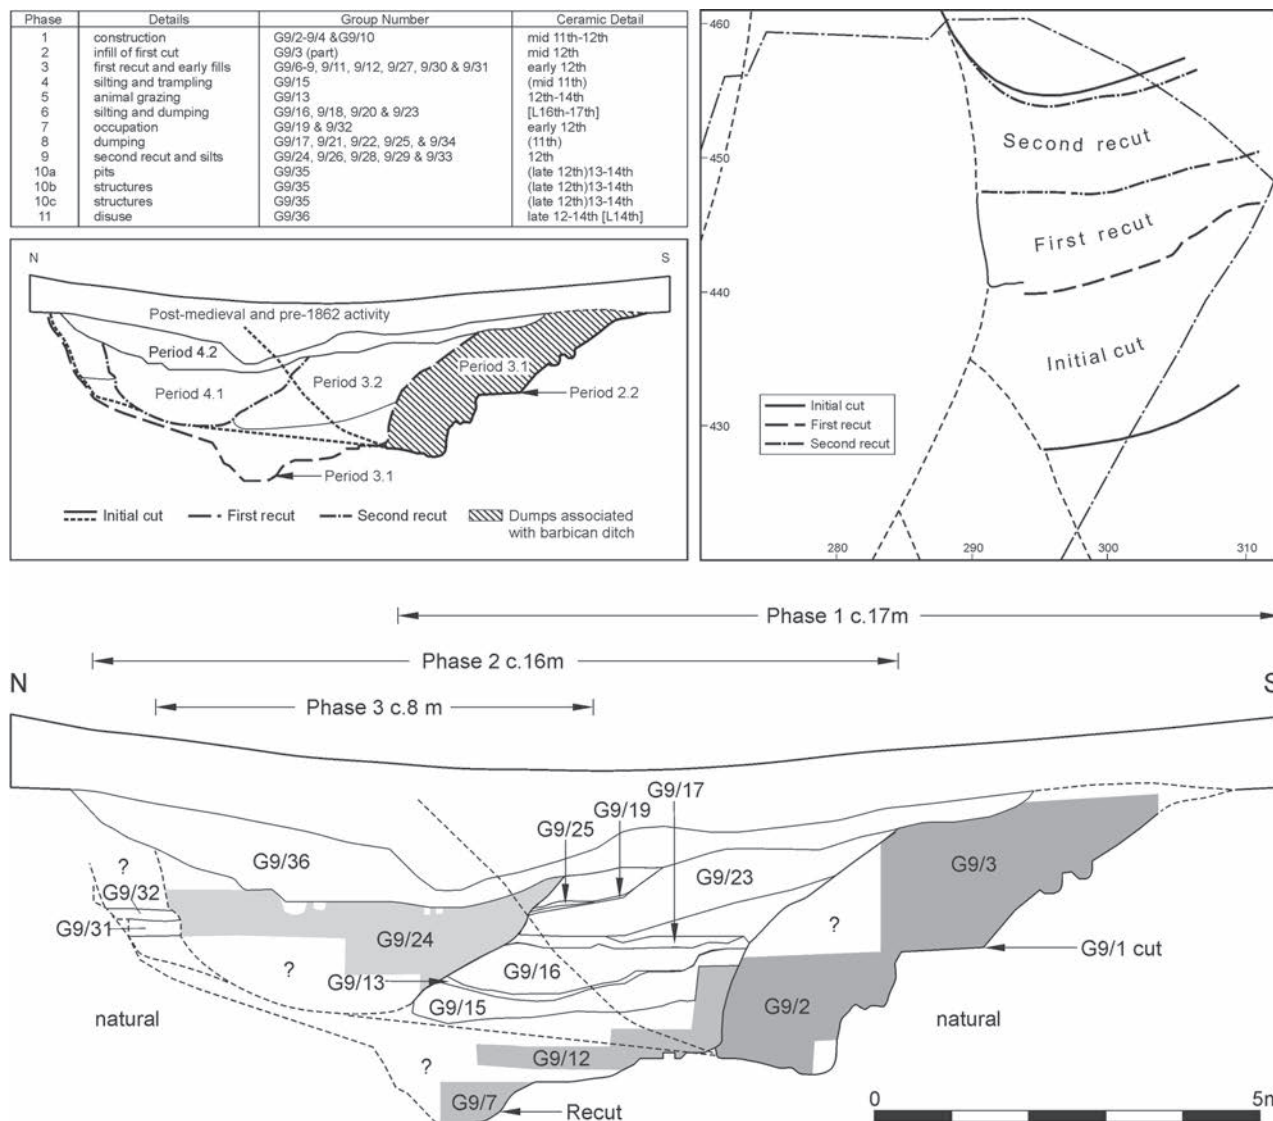 Phase Details Group Number Ceramic Detail
1 construction G9/2-9/4 &G9/10 mid 11th-12th
2 infill of first cut G9/3 (part) mid 12th
3 first recut and early fills G9/6-9, 9/11, 9/12, 9/27, 9/30 & 9/31 early 12th
4 silting and trampling G9/15 (mid 11th)
5 animal grazing G9/13 12th-14th
6 silting and dumping G9/16, 9/18, 9/20 & 9/23 [L16th-17th]
7 occupation G9/19 & 9/32 early 12th
8 dumping G9/17, 9/21, 9/22, 9/25, & 9/34 (11th)
9 second recut and silts G9/24, 9/26, 9/28, 9/29 & 9/33 12th
10a pits G9/35 (late 12th)13-14th
10b structures G9/35 (late 12th)13-14th
10c structures G9/35 (late 12th)13-14th
11 disuse G9/36 late 12-14th [L14th]
N S
Post-medieval and pre-1862 activity
Period 4.2
Period 3.1
Period 3.2
Period 4.1
Period 2.2
Period 3.1
Initial cut First recut Second recut Dumps associated
with barbican ditch
460
450
440
430
280 290 300 310
Second recut
First recut
Initial cut
Initial cut
First recut
Second recut
Phase 1 c.17m
Phase 2 c.16m
Phase 3 c.8 m
N S
G9/17
G9/19
G9/25
G9/36
G9/23
G9/3
?
G9/32
G9/31
G9/24
?
G9/1 cut
?
G9/13
G9/16
G9/15
G9/2
natural natural
?
G9/12
G9/7
Recut
0 5m